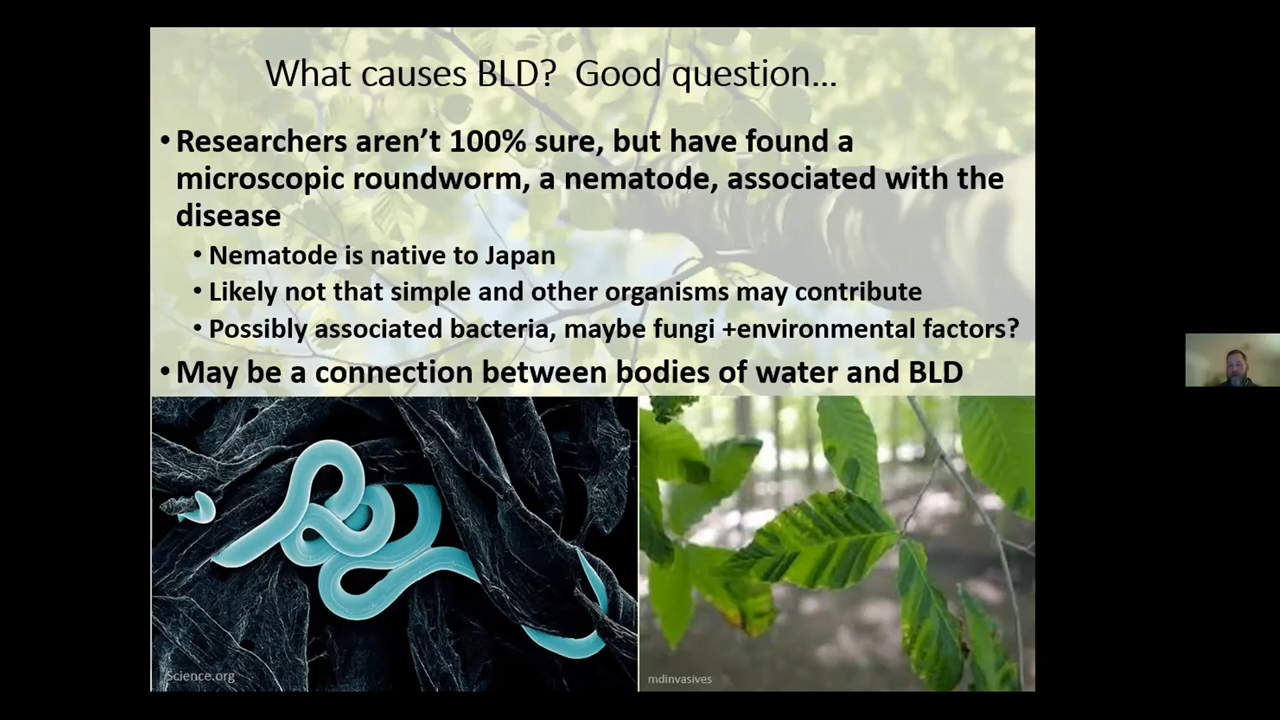 What causes BLD? Good question...
• Researchers aren't 100% sure, but have found a
microscopic roundworm, a nematode, associated with the
disease
• Nematode is native to Japan
• Likely not that simple and other organisms may contribute
• Possibly associated bacteria, maybe fungi +environmental factors?
• May be a connection between bodies of water and BLD
Science.org
mdinvasives